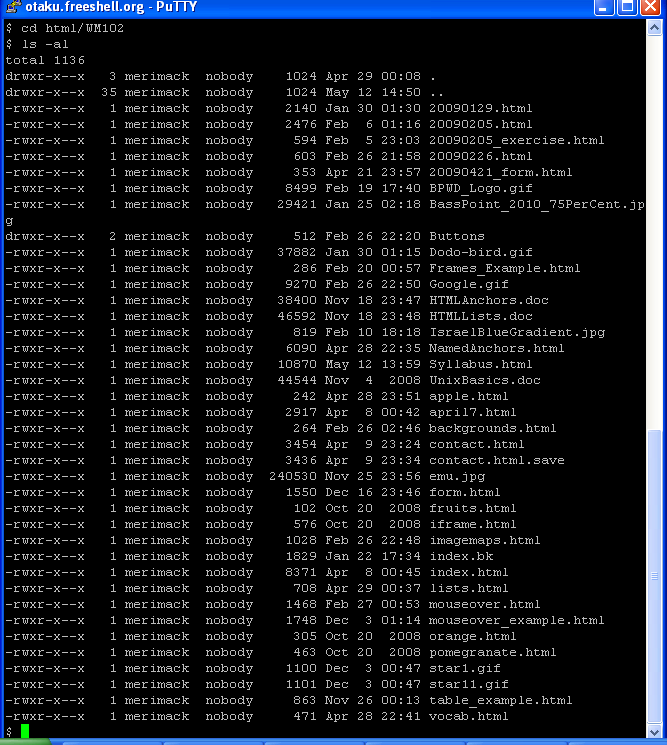 otaku.freeshell.org - PuTTY
$ cd html/WM102
$ ls -al
total 1136
drwxr-x--x   3 merimack  nobody    1024 Apr 29 00:08 .
drwxr-x--x  35 merimack  nobody    1024 May 12 14:50 ..
-rwxr-x--x   1 merimack  nobody    2140 Jan 30 01:30 20090129.html
-rwxr-x--x   1 merimack  nobody    2476 Feb  6 01:16 20090205.html
-rwxr-x--x   1 merimack  nobody     594 Feb  5 23:03 20090205_exercise.html
-rwxr-x--x   1 merimack  nobody     603 Feb 26 21:58 20090226.html
-rwxr-x--x   1 merimack  nobody     353 Apr 21 23:57 20090421_form.html
-rwxr-x--x   1 merimack  nobody    8499 Feb 19 17:40 BPWD_Logo.gif
-rwxr-x--x   1 merimack  nobody   29421 Jan 25 02:18 BassPoint_2010_75PerCent.jp
g
drwxr-x--x   2 merimack  nobody     512 Feb 26 22:20 Buttons
-rwxr-x--x   1 merimack  nobody   37882 Jan 30 01:15 Dodo-bird.gif
-rwxr-x--x   1 merimack  nobody     286 Feb 20 00:57 Frames_Example.html
-rwxr-x--x   1 merimack  nobody    9270 Feb 26 22:50 Google.gif
-rwxr-x--x   1 merimack  nobody   38400 Nov 18 23:47 HTMLAnchors.doc
-rwxr-x--x   1 merimack  nobody   46592 Nov 18 23:48 HTMLLists.doc
-rwxr-x--x   1 merimack  nobody     819 Feb 10 18:18 IsraelBlueGradient.jpg
-rwxr-x--x   1 merimack  nobody    6090 Apr 28 22:35 NamedAnchors.html
-rwxr-x--x   1 merimack  nobody   10870 May 12 13:59 Syllabus.html
-rwxr-x--x   1 merimack  nobody   44544 Nov  4  2008 UnixBasics.doc
-rwxr-x--x   1 merimack  nobody     242 Apr 28 23:51 apple.html
-rwxr-x--x   1 merimack  nobody    2917 Apr  8 00:42 april7.html
-rwxr-x--x   1 merimack  nobody     264 Feb 26 02:46 backgrounds.html
-rwxr-x--x   1 merimack  nobody    3454 Apr  9 23:24 contact.html
-rwxr-x--x   1 merimack  nobody    3436 Apr  9 23:34 contact.html.save
-rwxr-x--x   1 merimack  nobody  240530 Nov 25 23:56 emu.jpg
-rwxr-x--x   1 merimack  nobody    1550 Dec 16 23:46 form.html
-rwxr-x--x   1 merimack  nobody     102 Oct 20  2008 fruits.html
-rwxr-x--x   1 merimack  nobody     576 Oct 20  2008 iframe.html
-rwxr-x--x   1 merimack  nobody    1028 Feb 26 22:48 imagemaps.html
-rwxr-x--x   1 merimack  nobody    1829 Jan 22 17:34 index.bk
-rwxr-x--x   1 merimack  nobody    8371 Apr  8 00:45 index.html
-rwxr-x--x   1 merimack  nobody     708 Apr 29 00:37 lists.html
-rwxr-x--x   1 merimack  nobody    1468 Feb 27 00:53 mouseover.html
-rwxr-x--x   1 merimack  nobody    1748 Dec  3 01:14 mouseover_example.html
-rwxr-x--x   1 merimack  nobody     305 Oct 20  2008 orange.html
-rwxr-x--x   1 merimack  nobody     463 Oct 20  2008 pomegranate.html
-rwxr-x--x   1 merimack  nobody    1100 Dec  3 00:47 star1.gif
-rwxr-x--x   1 merimack  nobody    1101 Dec  3 00:47 star11.gif
-rwxr-x--x   1 merimack  nobody     863 Nov 26 00:13 table_example.html
-rwxr-x--x   1 merimack  nobody     471 Apr 28 22:41 vocab.html
$